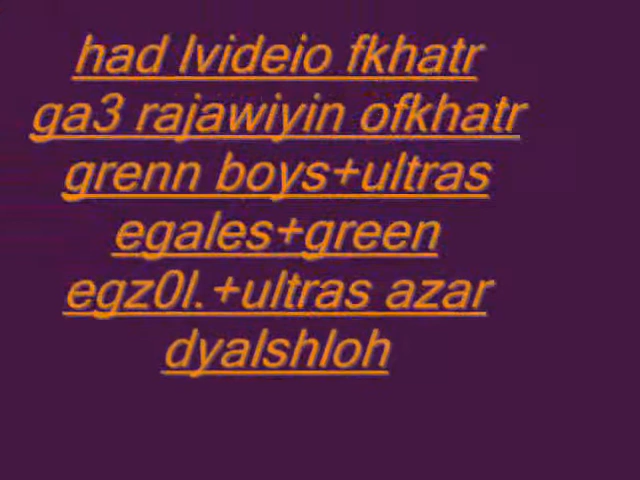 had lvideio fkhatr
ga3 rajawiyin ofkhatr
grenn boys+ultras
egales+green
egz0l.+ultras azar
dyalshloh